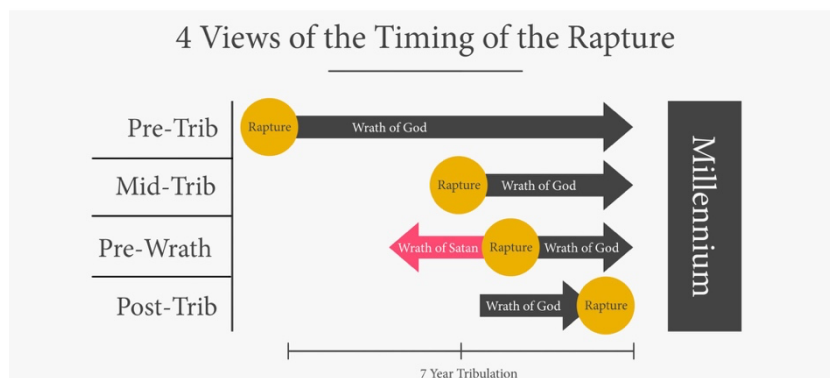 4 Views of the Timing of the Rapture
Pre-Trib
Rapture
Wrath of God
Mid-Trib
Rapture
Wrath of God
Pre-Wrath
Wrath of Satan
Rapture
Wrath of God
Post-Trib
Wrath of God
Rapture
Millennium
7 Year Tribulation